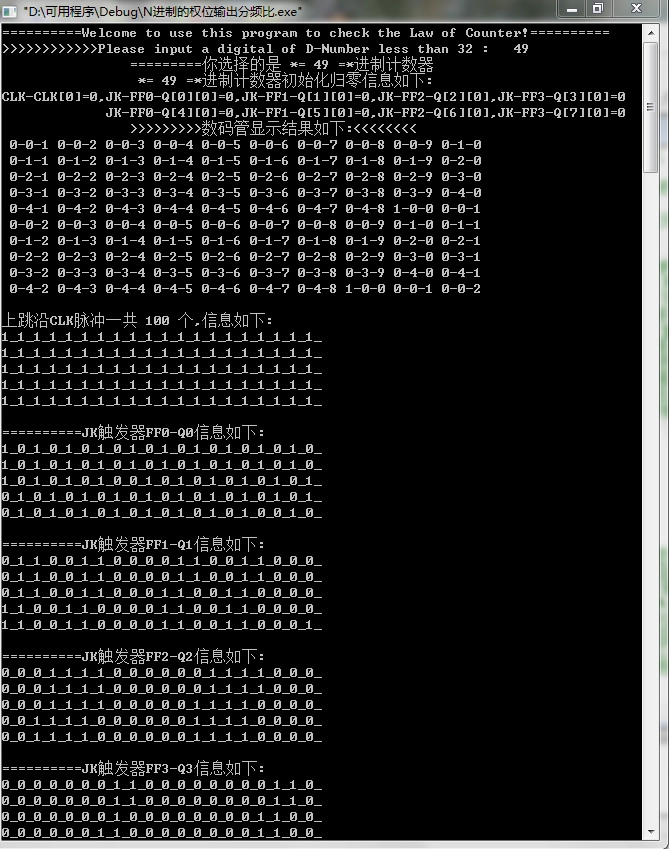 "D:\可用程序\Debug\N进制的权位输出分频比.exe"
==========Welcome to use this program to check the Law of Counter!==========
>>>>>>>>>>>>Please input a digital of D-Number less than 32 :   49
=========你选择的是 *= 49 =*进制计数器
*= 49 =*进制计数器初始化归零信息如下:
CLK-CLK[0]=0,JK-FF0-Q[0][0]=0,JK-FF1-Q[1][0]=0,JK-FF2-Q[2][0],JK-FF3-Q[3][0]=0
JK-FF0-Q[4][0]=0,JK-FF1-Q[5][0]=0,JK-FF2-Q[6][0],JK-FF3-Q[7][0]=0
>>>>>>>>>数码管显示结果如下:<<<<<<<<
0-0-1 0-0-2 0-0-3 0-0-4 0-0-5 0-0-6 0-0-7 0-0-8 0-0-9 0-1-0
0-1-1 0-1-2 0-1-3 0-1-4 0-1-5 0-1-6 0-1-7 0-1-8 0-1-9 0-2-0
0-2-1 0-2-2 0-2-3 0-2-4 0-2-5 0-2-6 0-2-7 0-2-8 0-2-9 0-3-0
0-3-1 0-3-2 0-3-3 0-3-4 0-3-5 0-3-6 0-3-7 0-3-8 0-3-9 0-4-0
0-4-1 0-4-2 0-4-3 0-4-4 0-4-5 0-4-6 0-4-7 0-4-8 1-0-0 0-0-1
0-0-2 0-0-3 0-0-4 0-0-5 0-0-6 0-0-7 0-0-8 0-0-9 0-1-0 0-1-1
0-1-2 0-1-3 0-1-4 0-1-5 0-1-6 0-1-7 0-1-8 0-1-9 0-2-0 0-2-1
0-2-2 0-2-3 0-2-4 0-2-5 0-2-6 0-2-7 0-2-8 0-2-9 0-3-0 0-3-1
0-3-2 0-3-3 0-3-4 0-3-5 0-3-6 0-3-7 0-3-8 0-3-9 0-4-0 0-4-1
0-4-2 0-4-3 0-4-4 0-4-5 0-4-6 0-4-7 0-4-8 1-0-0 0-0-1 0-0-2
上跳沿CLK脉冲一共 100 个,信息如下:
1_1_1_1_1_1_1_1_1_1_1_1_1_1_1_1_1_1_1_1_
1_1_1_1_1_1_1_1_1_1_1_1_1_1_1_1_1_1_1_1_
1_1_1_1_1_1_1_1_1_1_1_1_1_1_1_1_1_1_1_1_
1_1_1_1_1_1_1_1_1_1_1_1_1_1_1_1_1_1_1_1_
1_1_1_1_1_1_1_1_1_1_1_1_1_1_1_1_1_1_1_1_
==========JK触发器FF0-Q0信息如下:
1_0_1_0_1_0_1_0_1_0_1_0_1_0_1_0_1_0_1_0_
1_0_1_0_1_0_1_0_1_0_1_0_1_0_1_0_1_0_1_0_
1_0_1_0_1_0_1_0_0_1_0_1_0_1_0_1_0_1_0_1_
0_1_0_1_0_1_0_1_0_1_0_1_0_1_0_1_0_1_0_1_
0_1_0_1_0_1_0_1_0_1_0_1_0_1_0_1_0_0_1_0_
==========JK触发器FF1-Q1信息如下:
0_1_1_0_0_1_1_0_0_0_0_1_1_0_0_1_1_0_0_0_
0_1_1_0_0_1_1_0_0_0_0_1_1_0_0_1_1_0_0_0_
0_1_1_0_0_1_1_0_0_0_1_1_0_0_1_1_0_0_0_0_
1_1_0_0_1_1_0_0_0_0_1_1_0_0_1_1_0_0_0_0_
1_1_0_0_1_1_0_0_0_0_1_1_0_0_1_1_0_0_0_1_
==========JK触发器FF2-Q2信息如下:
0_0_0_1_1_1_1_0_0_0_0_0_0_1_1_1_1_0_0_0_
0_0_0_1_1_1_1_0_0_0_0_0_0_1_1_1_1_0_0_0_
0_0_0_1_1_1_1_0_0_0_0_0_1_1_1_1_0_0_0_0_
0_0_1_1_1_1_0_0_0_0_0_0_1_1_1_1_0_0_0_0_
0_0_1_1_1_1_0_0_0_0_0_0_1_1_1_1_0_0_0_0_
==========JK触发器FF3-Q3信息如下:
0_0_0_0_0_0_0_1_1_0_0_0_0_0_0_0_0_1_1_0_
0_0_0_0_0_0_0_1_1_0_0_0_0_0_0_0_0_1_1_0_
0_0_0_0_0_0_0_1_0_0_0_0_0_0_0_0_1_1_0_0_
0_0_0_0_0_0_1_1_0_0_0_0_0_0_0_0_1_1_0_0_